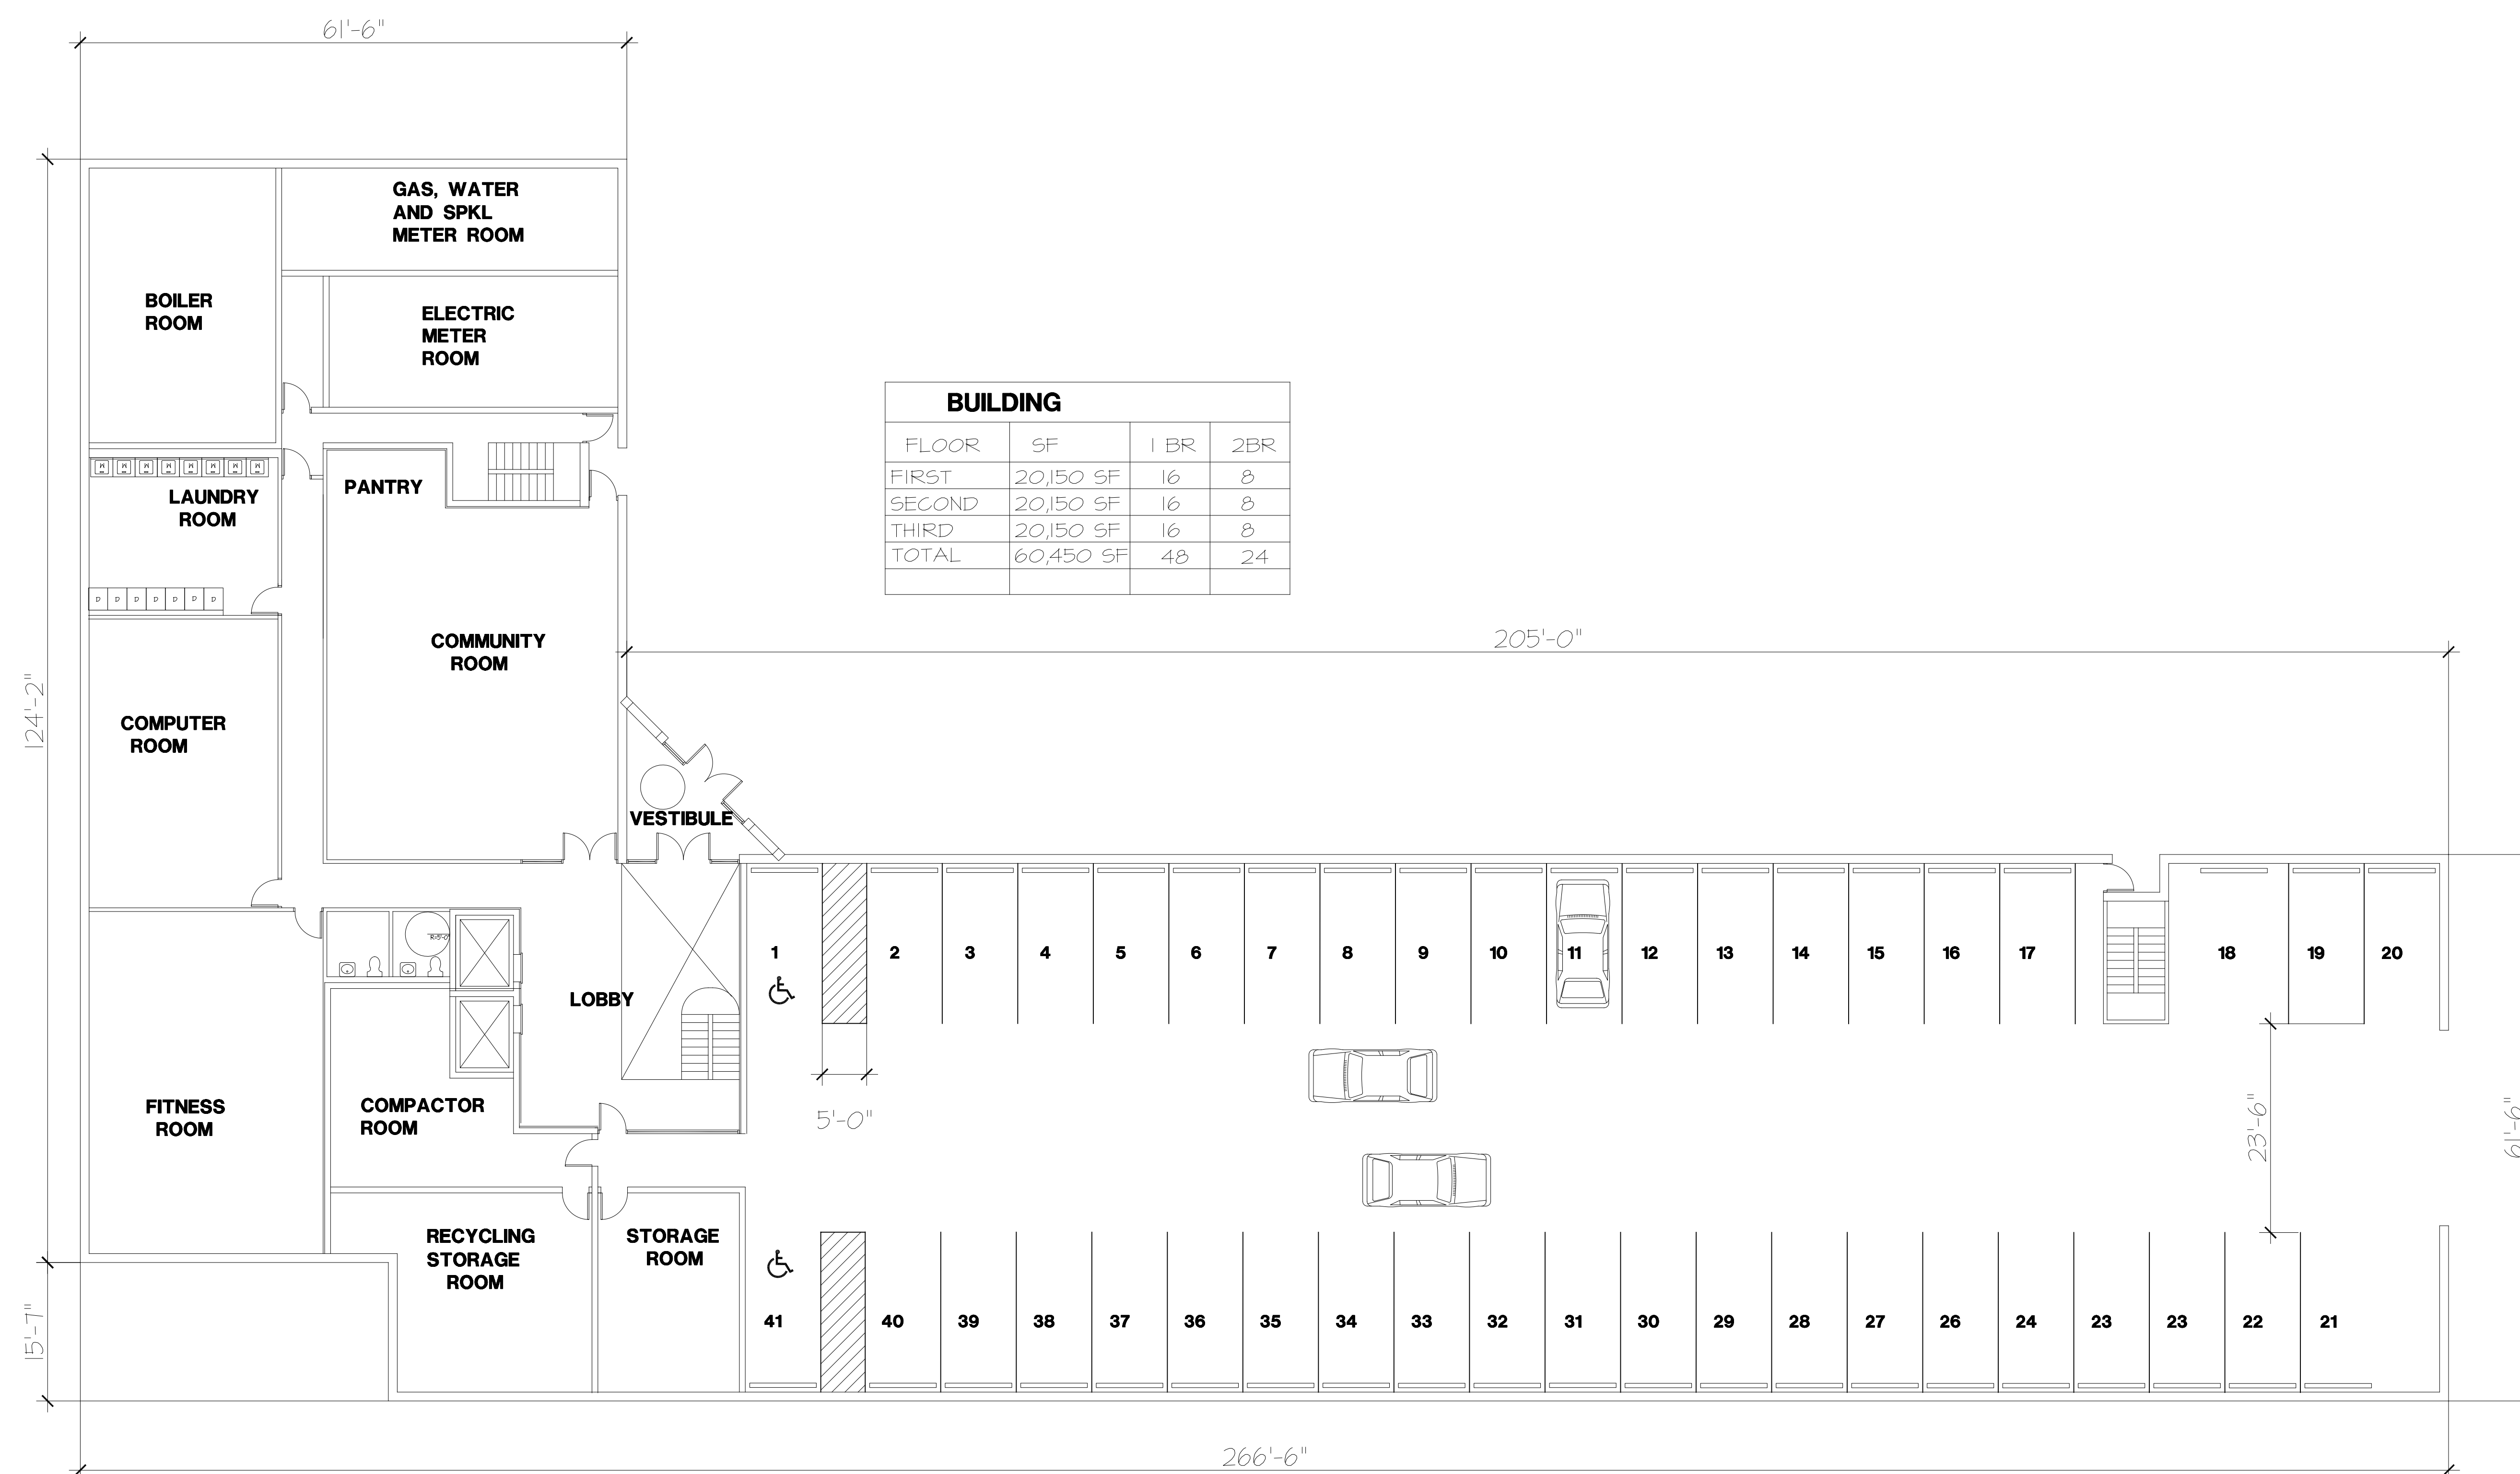 61'-6"
GAS, WATER
AND SPKL
METER ROOM
BOILER
ROOM
ELECTRIC
METER
ROOM
BUILDING
FLOOR SF 1 BR 2BR
FIRST 20,150 SF 16 8
SECOND 20,150 SF 16 8
THIRD 20,150 SF 16 8
TOTAL 60,450 SF 48 24
W W W W W W W W
LAUNDRY
ROOM
PANTRY
D D D D D D D
COMMUNITY
ROOM
205'-0"
124'-2"
COMPUTER
ROOM
VESTIBULE
R=5'-0"
1 2 3 4 5 6 7 8 9 10 11 12 13 14 15 16 17 18 19 20
LOBBY
FITNESS
ROOM
COMPACTOR
ROOM
5'-0"
23'-6"
61'-6"
RECYCLING
STORAGE
ROOM
STORAGE
ROOM
15'-7"
41 40 39 38 37 36 35 34 33 32 31 30 29 28 27 26 24 23 23 22 21
266'-6"